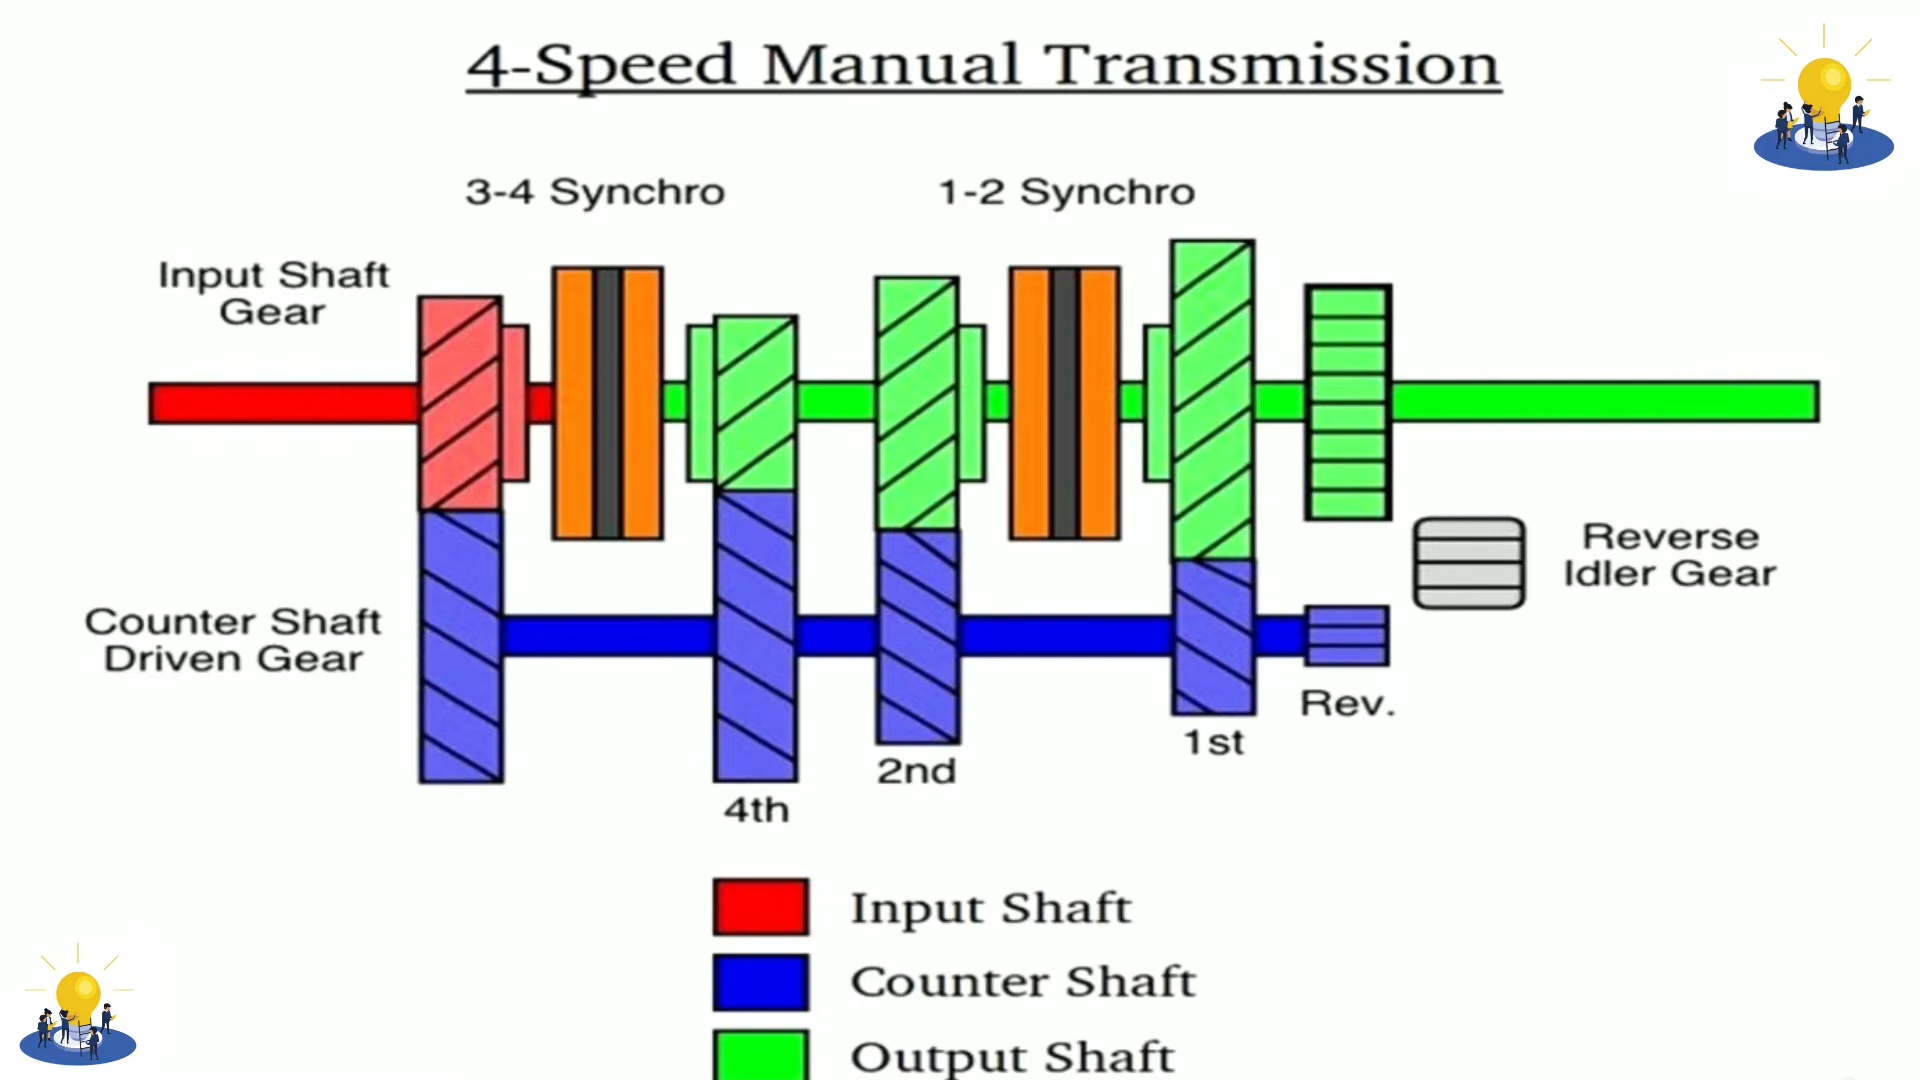 4-Speed Manual Transmission
3-4 Synchro
1-2 Synchro
Input Shaft
Gear
Reverse
Idler Gear
Counter Shaft
Driven Gear
Rev.
1st
2nd
4th
Input Shaft
Counter Shaft
Output Shaft